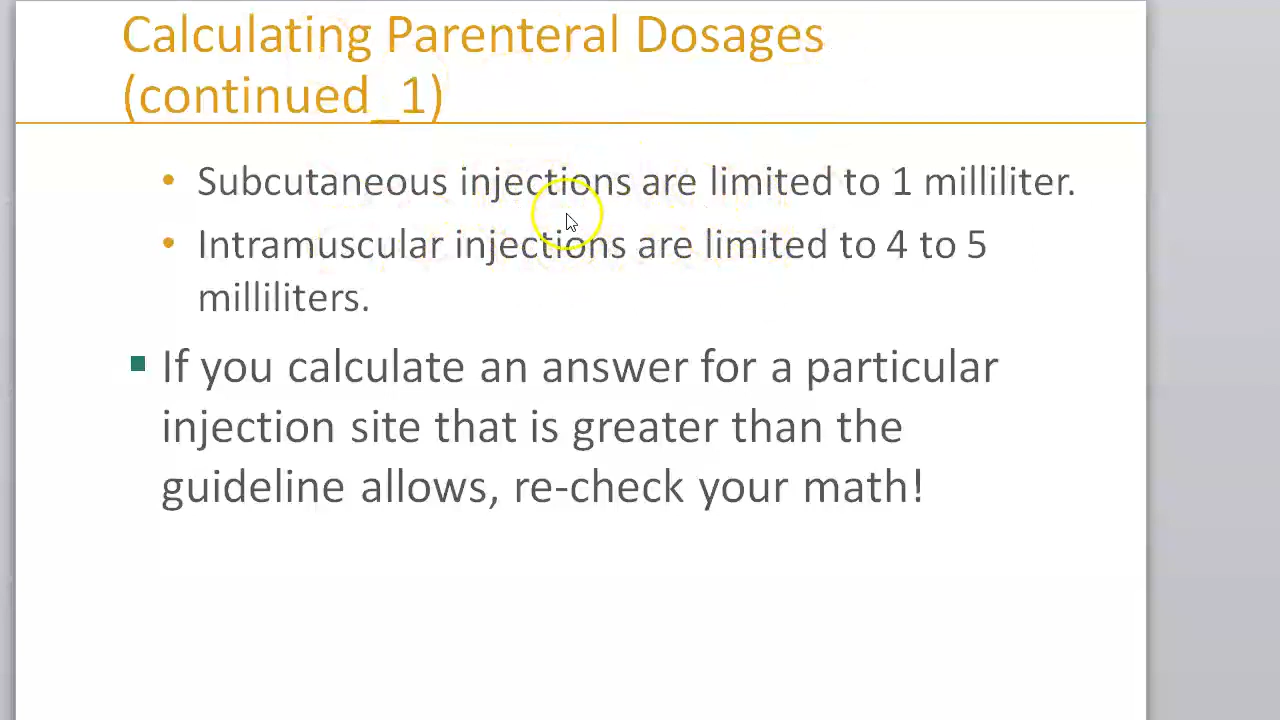 Calculating Parenteral Dosages
(continued_1)
• Subcutaneous injections are limited to 1 milliliter.
• Intramuscular injections are limited to 4 to 5
milliliters.
▪ If you calculate an answer for a particular
injection site that is greater than the
guideline allows, re-check your math!